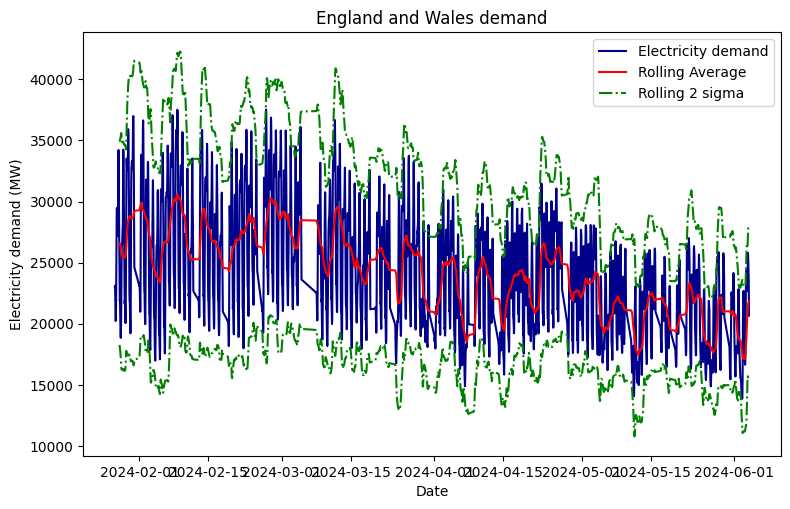 England and Wales demand
Electricity demand
Rolling Average
Rolling 2 sigma
Electricity demand (MW)
40000
35000
30000
25000
20000
15000
10000
2024-02-01
2024-02-15
2024-03-01
2024-03-15
2024-04-01
2024-04-15
2024-05-01
2024-05-15
2024-06-01
Date